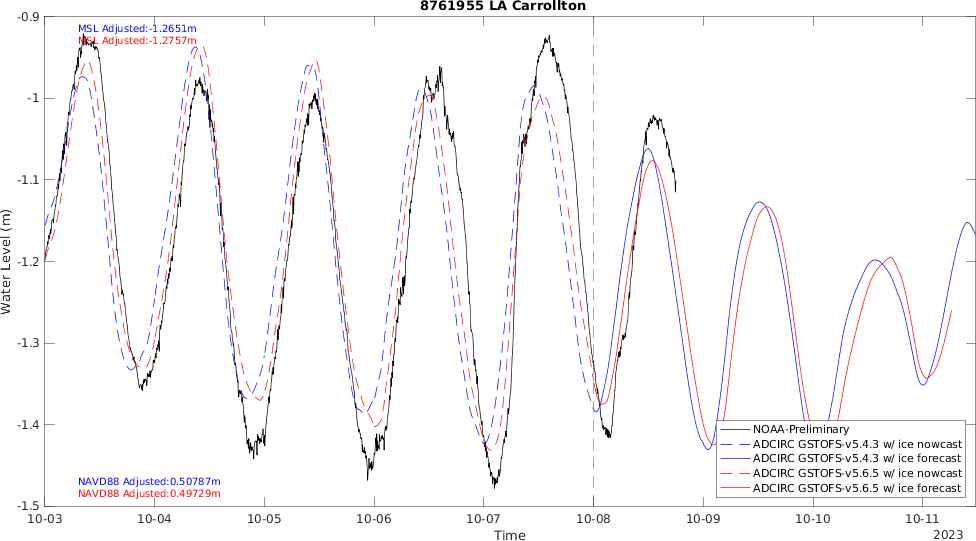 8761955 LA Carrollton
MSL Adjusted:-1.2651m
MSL Adjusted:-1.2757m
-0.9
-1
-1.1
-1.2
-1.3
-1.4
-1.5
Water Level (m)
NAVD88 Adjusted:0.50787m
NAVD88 Adjusted:0.49729m
NOAA-Preliminary
ADCIRC GSTOFS-v5.4.3 w/ ice nowcast
ADCIRC GSTOFS-v5.4.3 w/ ice forecast
ADCIRC GSTOFS-v5.6.5 w/ ice nowcast
ADCIRC GSTOFS-v5.6.5 w/ ice forecast
10-03 10-04 10-05 10-06 10-07 10-08 10-09 10-10 10-11
Time
2023